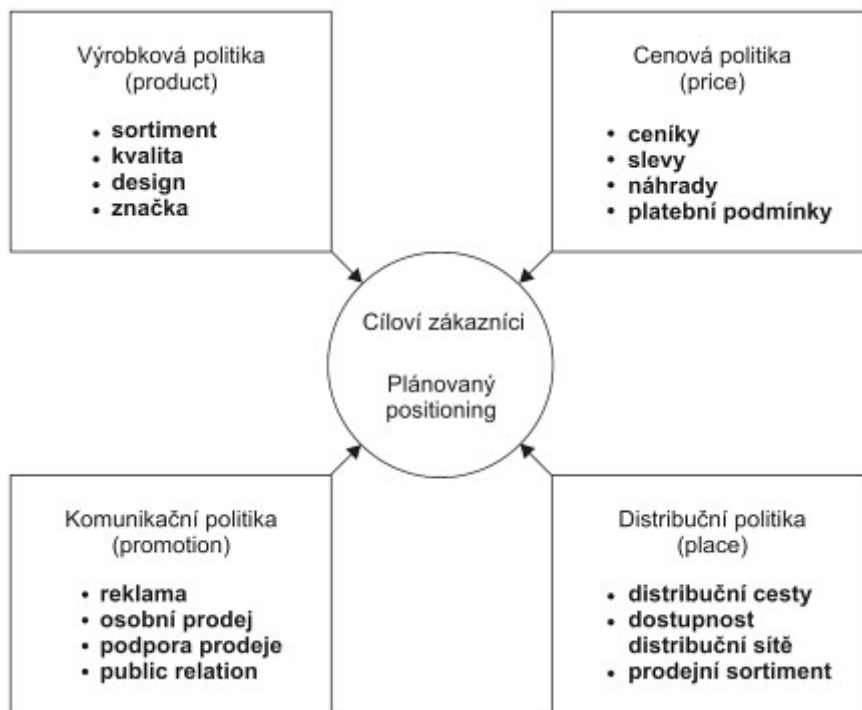 Výrobková politika
(product)
• sortiment
• kvalita
• design
• značka
Cenová politika
(price)
• ceníky
• slevy
• náhrady
• platební podmínky
Cíloví zákazníci
Plánovaný
positioning
Komunikační politika
(promotion)
• reklama
• osobní prodej
• podpora prodeje
• public relation
Distribuční politika
(place)
• distribuční cesty
• dostupnost
distribuční sítě
• prodejní sortiment